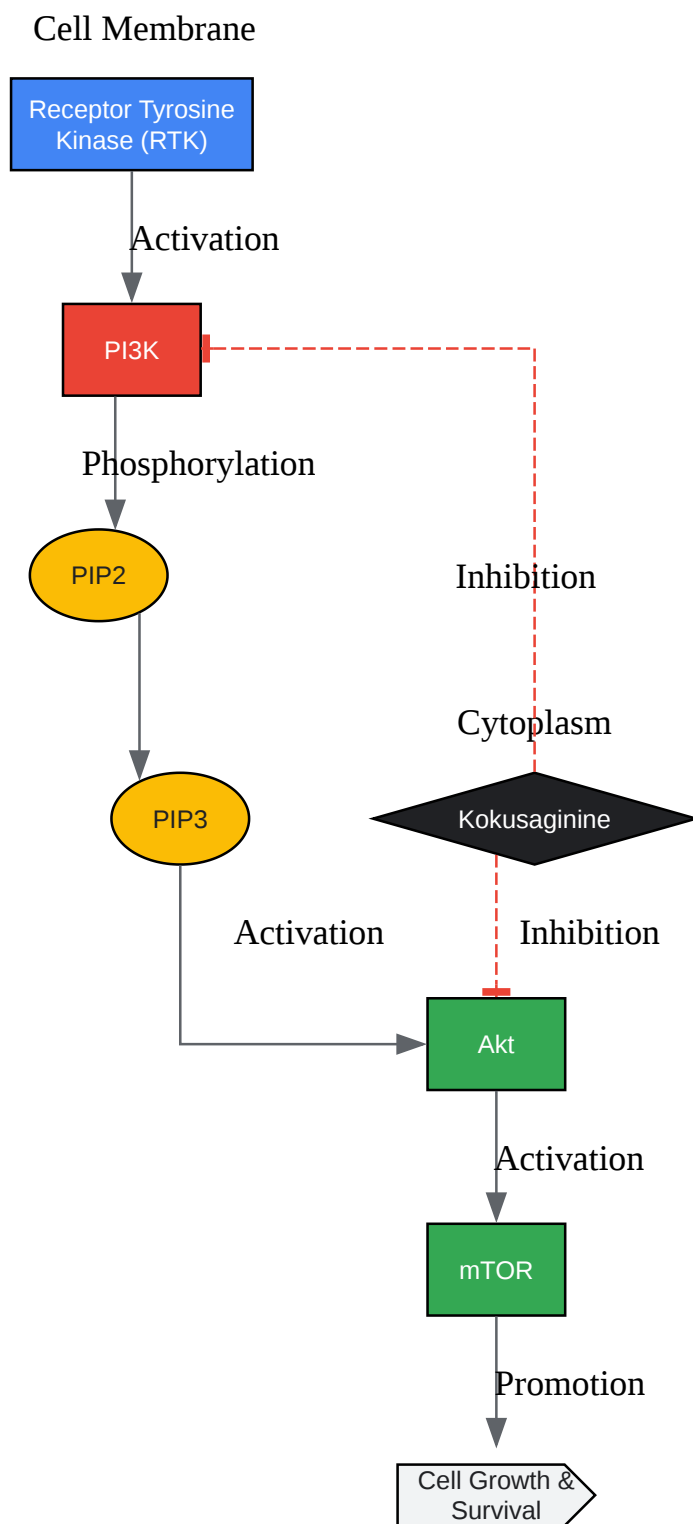 Cell Membrane
Receptor Tyrosine
Kinase (RTK)
Activation
PI3K
Phosphorylation
PIP2
Inhibition
Cytoplasm
PIP3
Kokusaginine
Activation
Inhibition
Akt
Activation
mTOR
Promotion
Cell Growth &
Survival